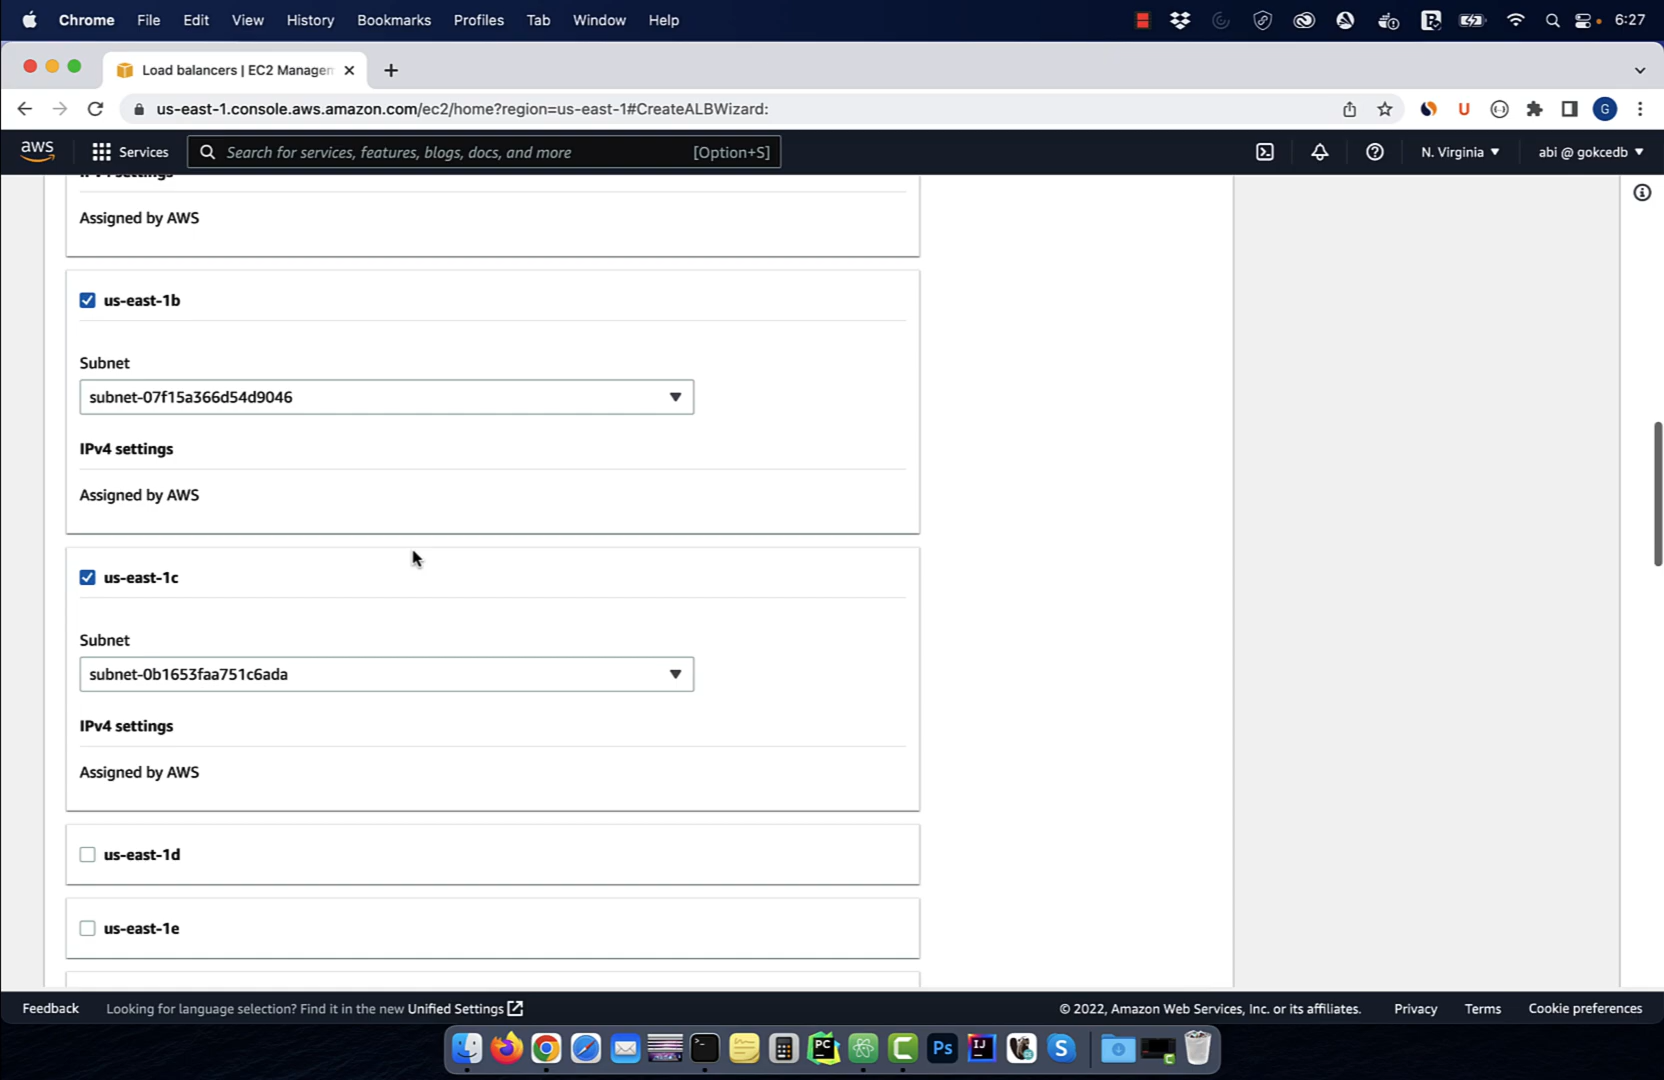 Chrome File Edit View History Bookmarks Profiles Tab Window Help 6:27
Load balancers | EC2 Managem
us-east-1.console.aws.amazon.com/ec2/home?region=us-east-1#CreateALBWizard:
U G
aws Services Search for services, features, blogs, docs, and more [Option+S] N. Virginia abi @ gokcedb
IPv4 settings
Assigned by AWS
us-east-1b
Subnet
subnet-07f15a366d54d9046
IPv4 settings
Assigned by AWS
us-east-1c
Subnet
subnet-0b1653faa751c6ada
IPv4 settings
Assigned by AWS
us-east-1d
us-east-1e
Feedback Looking for language selection? Find it in the new Unified Settings © 2022, Amazon Web Services, Inc. or its affiliates. Privacy Terms Cookie preferences
PC Ps IJ S